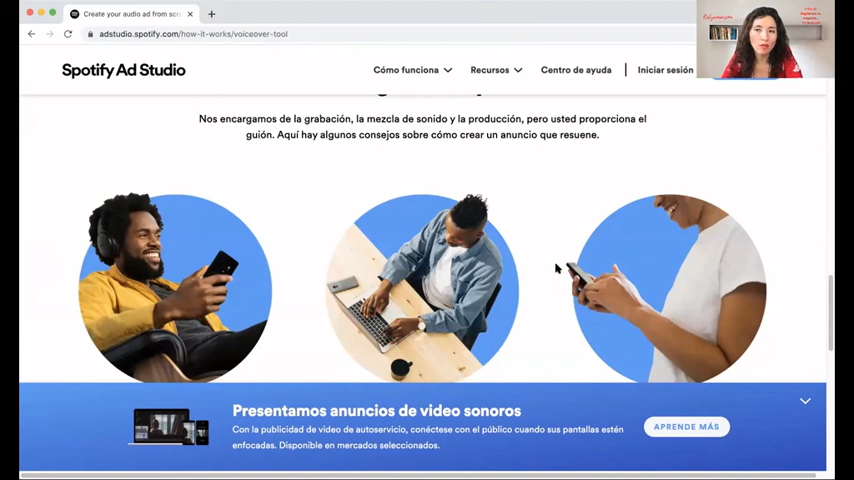 Create your audio ad from scr
adstudio.spotify.com/how-it-works/voiceover-tool
Spotify Ad Studio
Cómo funciona
Recursos
Centro de ayuda
Iniciar sesión
Nos encargamos de la grabación, la mezcla de sonido y la producción, pero usted proporciona el
guión. Aquí hay algunos consejos sobre cómo crear un anuncio que resuene.
Presentamos anuncios de video sonoros
Con la publicidad de video de autoservicio, conéctese con el público cuando sus pantallas estén
enfocadas. Disponible en mercados seleccionados.
APRENDE MÁS